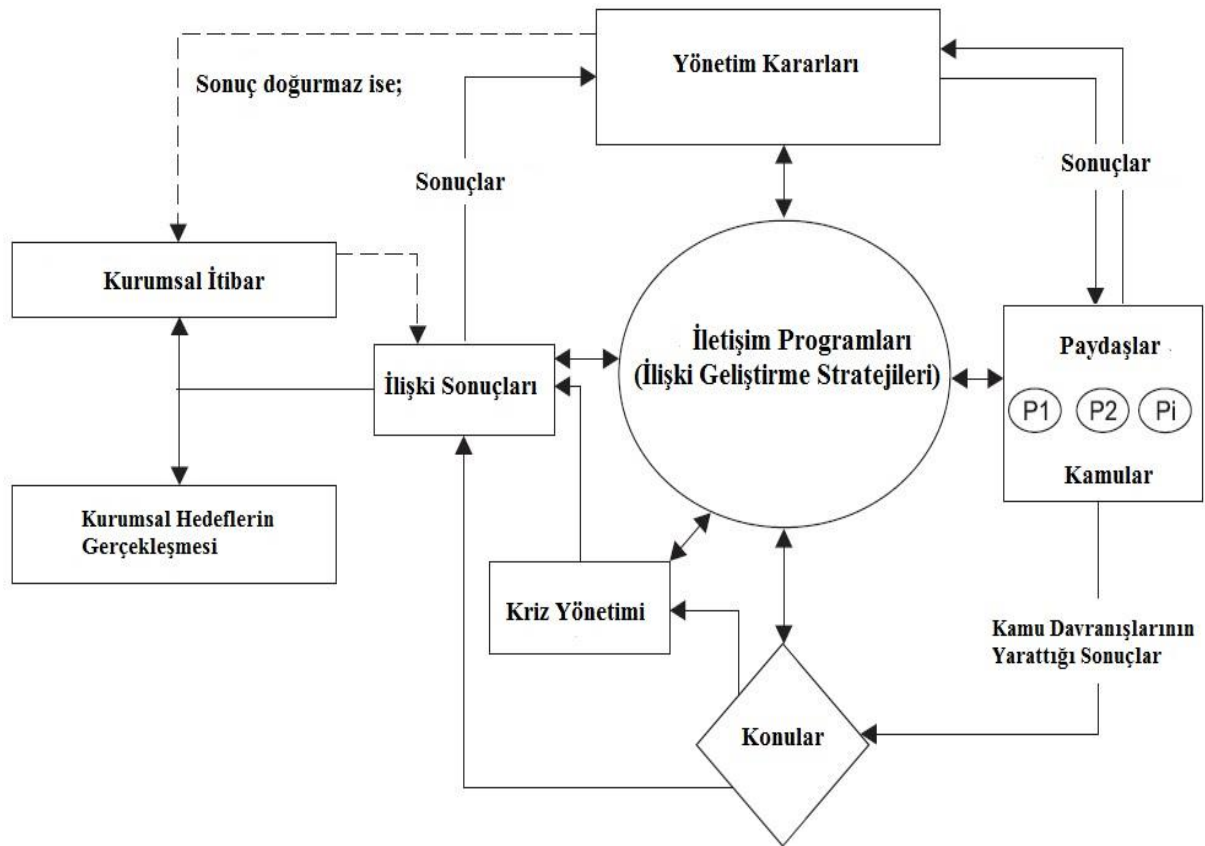 Yönetim Kararları
Sonuç doğurmaz ise;
Sonuçlar
Sonuçlar
Kurumsal İtibar
İletişim Programları
(İlişki Geliştirme Stratejileri)
Paydaşlar
P1 P2 Pi
Kamular
İlişki Sonuçları
Kurumsal Hedeflerin
Gerçekleşmesi
Kriz Yönetimi
Kamu Davranışlarının
Yarattığı Sonuçlar
Konular